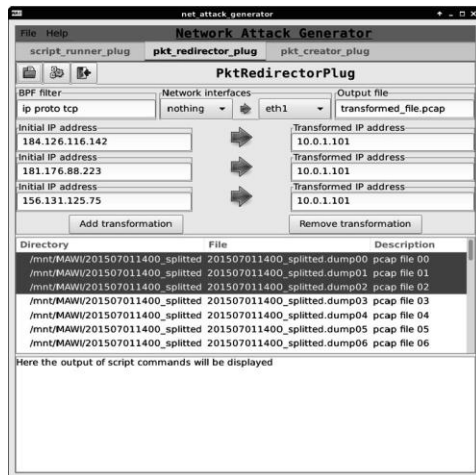 net_attack_generator
File Help Network Attack Generator
script_runner_plug pkt_redirector_plug pkt_creator_plug
PktRedirectorPlug
BPF filter Network interfaces Output file
ip proto tcp nothing eth1 transformed_file.pcap
Initial IP address Transformed IP address
184.126.116.142 10.0.1.101
Initial IP address Transformed IP address
181.176.88.223 10.0.1.101
Initial IP address Transformed IP address
156.131.125.75 10.0.1.101
Add transformation Remove transformation
Directory File Description
/mnt/MAWI/201507011400_splitted 201507011400_splitted.dump00 pcap file 00
/mnt/MAWI/201507011400_splitted 201507011400_splitted.dump01 pcap file 01
/mnt/MAWI/201507011400_splitted 201507011400_splitted.dump02 pcap file 02
/mnt/MAWI/201507011400_splitted 201507011400_splitted.dump03 pcap file 03
/mnt/MAWI/201507011400_splitted 201507011400_splitted.dump04 pcap file 04
/mnt/MAWI/201507011400_splitted 201507011400_splitted.dump05 pcap file 05
/mnt/MAWI/201507011400_splitted 201507011400_splitted.dump06 pcap file 06
Here the output of script commands will be displayed